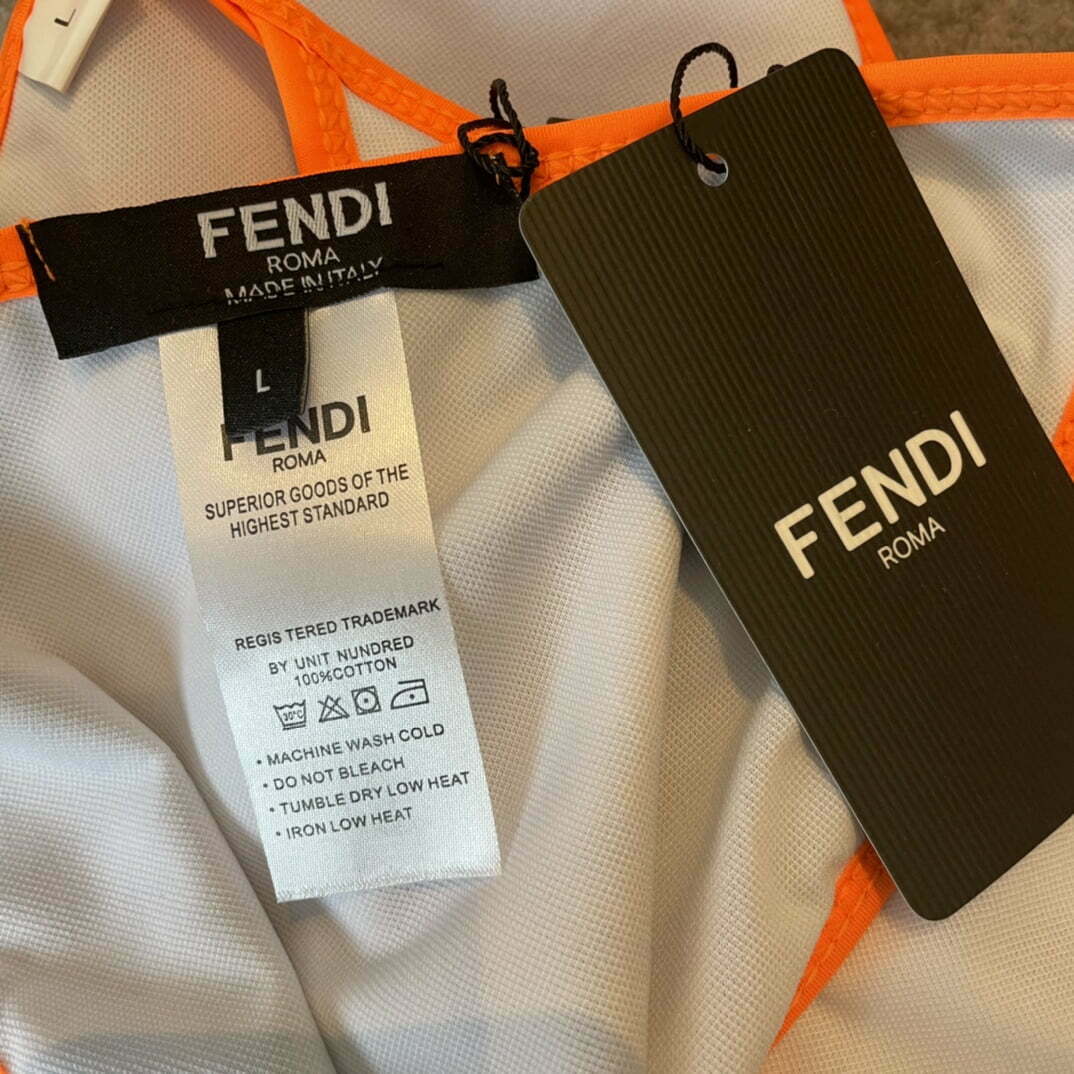 L
FENDI
ROMA
MADE IN ITALY
L
FENDI
ROMA
SUPERIOR GOODS OF THE
HIGHEST STANDARD
REGIS TERED TRADEMARK
BY UNIT NUNDRED
100%COTTON
30°C
• MACHINE WASH COLD
• DO NOT BLEACH
• TUMBLE DRY LOW HEAT
• IRON LOW HEAT
FENDI
ROMA